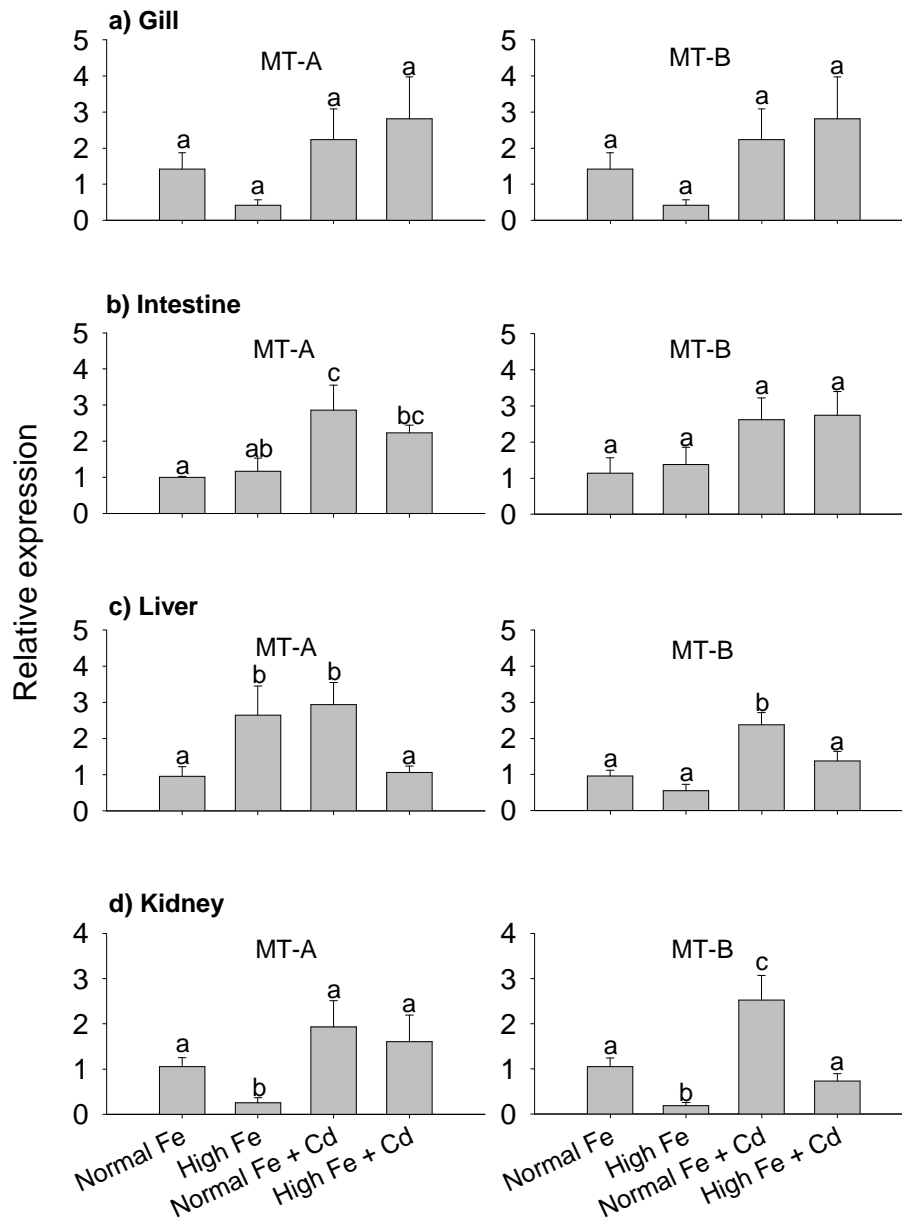 Relative expression
a) Gill
MT-A
5
4
3
2
1
0
a
a
a
a
MT-B
5
4
3
2
1
0
a
a
a
a
b) Intestine
MT-A
5
4
3
2
1
0
a
ab
c
bc
MT-B
5
4
3
2
1
0
a
a
a
a
c) Liver
MT-A
5
4
3
2
1
0
a
b
b
a
MT-B
5
4
3
2
1
0
a
a
b
a
d) Kidney
MT-A
4
3
2
1
0
a
b
a
a
Normal Fe
High Fe
Normal Fe + Cd
High Fe + Cd
MT-B
4
3
2
1
0
a
b
c
a
Normal Fe
High Fe
Normal Fe + Cd
High Fe + Cd